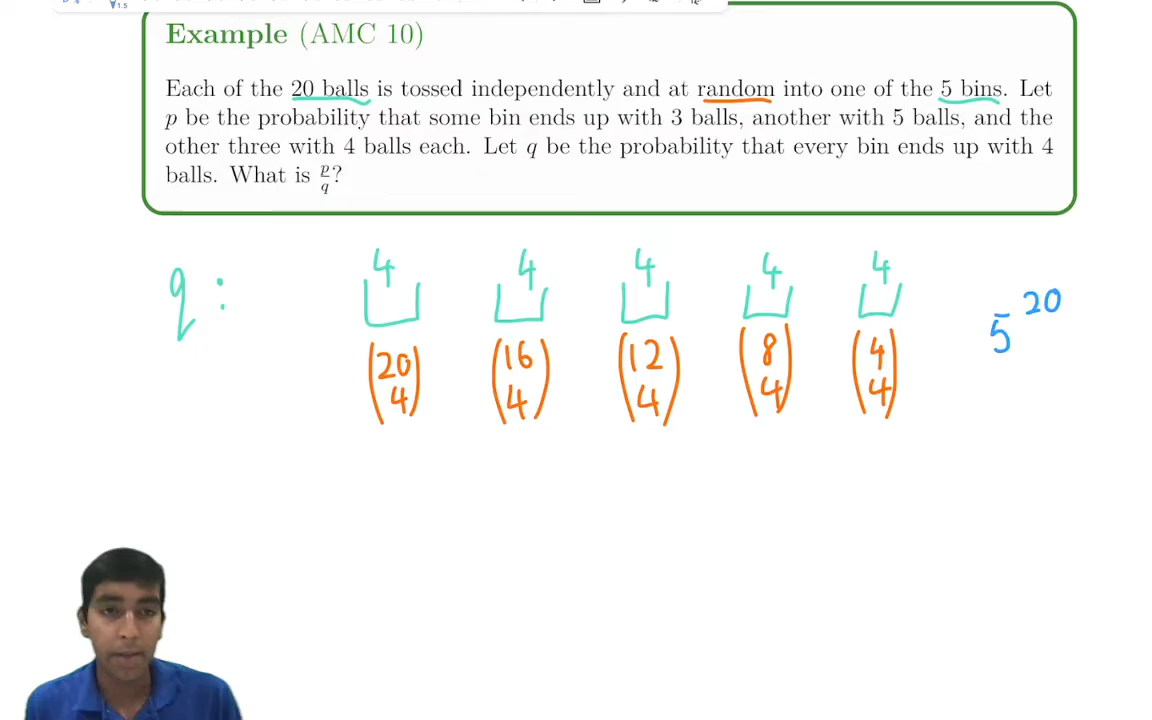 Example (AMC 10)
Each of the 20 balls is tossed independently and at random into one of the 5 bins. Let
p be the probability that some bin ends up with 3 balls, another with 5 balls, and the
other three with 4 balls each. Let q be the probability that every bin ends up with 4
balls. What is p/q?
q : 4 4 4 4 4
(20 4) (16 4) (12 4) (8 4) (4 4) 5^20
1.5